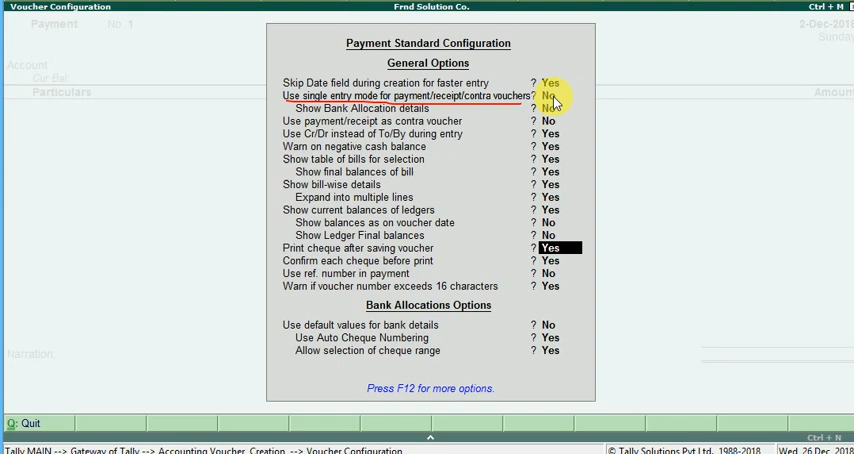 Voucher Configuration Frnd Solution Co. Ctrl + M
Payment No. 1 2-Dec-2018
Sunday
Payment Standard Configuration
General Options
Account
Cur Bal:
Particulars Amount
Skip Date field during creation for faster entry ? Yes
Use single entry mode for payment/receipt/contra vouchers? No
Show Bank Allocation details ? No
Use payment/receipt as contra voucher ? No
Use Cr/Dr instead of To/By during entry ? Yes
Warn on negative cash balance ? Yes
Show table of bills for selection ? Yes
Show final balances of bill ? Yes
Show bill-wise details ? Yes
Expand into multiple lines ? Yes
Show current balances of ledgers ? Yes
Show balances as on voucher date ? No
Show Ledger Final balances ? No
Print cheque after saving voucher ? Yes
Confirm each cheque before print ? Yes
Use ref. number in payment ? No
Warn if voucher number exceeds 16 characters ? Yes
Bank Allocations Options
Use default values for bank details ? No
Use Auto Cheque Numbering ? Yes
Allow selection of cheque range ? Yes
Narration:
Press F12 for more options.
Q: Quit
Ctrl + N
Tally MAIN --> Gateway of Tally --> Accounting Voucher Creation --> Voucher Configuration © Tally Solutions Pvt Ltd., 1988-2018 Wed, 26 Dec, 2018